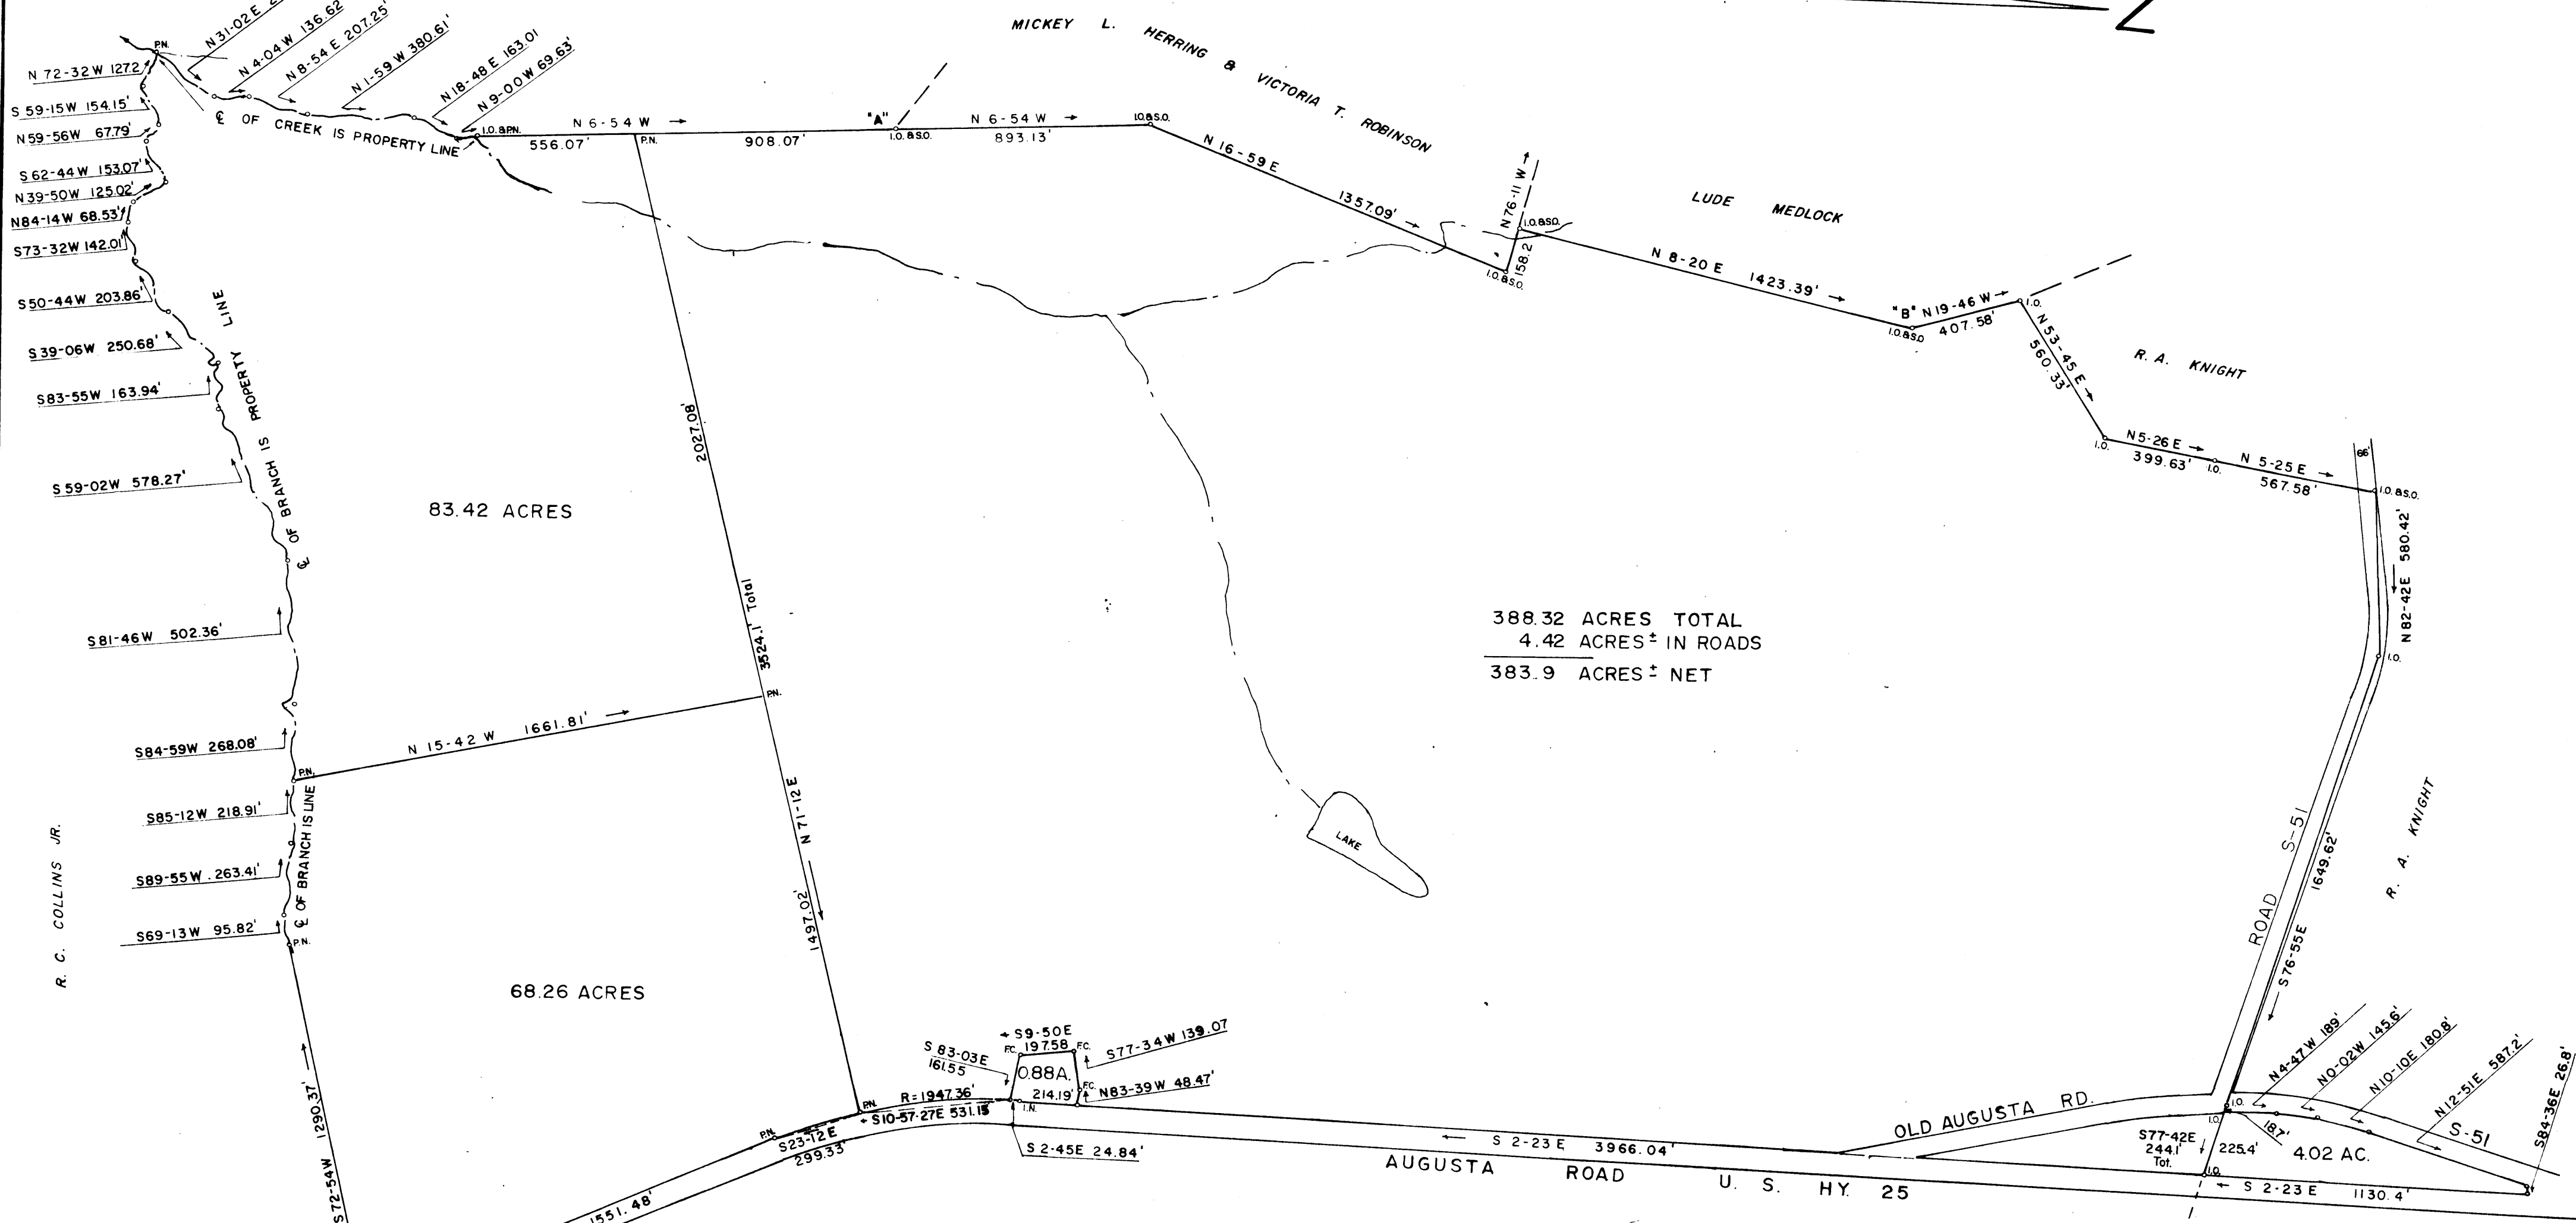 N 31-02 E
N 4-04 W 136.62
N 8-54 E 207.25'
N 1-59 W 380.61'
N 18-48 E 163.01
N 9-00 W 69.63'
P.N.
N 72-32 W 127.2
S 59-15 W 154.15'
N 59-56 W 67.79'
S 62-44 W 153.07'
N 39-50 W 125.02'
N 84-14 W 68.53'
S 73-32 W 142.01'
S 50-44 W 203.86'
S 39-06 W 250.68'
S 83-55 W 163.94'
S 59-02 W 578.27'
S 81-46 W 502.36'
S 84-59 W 268.08'
S 85-12 W 218.91'
S 89-55 W 263.41'
S 69-13 W 95.82'
R. C. COLLINS JR.
℄ OF CREEK IS PROPERTY LINE
℄ OF BRANCH IS PROPERTY LINE
℄ OF BRANCH IS LINE
P.N.
P.N.
S 72-54 W 1290.37'
I.O. & P.N.
N 6-54 W
556.07'
P.N.
908.07'
"A"
I.O. & S.O.
N 6-54 W
893.13'
I.O. & S.O.
MICKEY L. HERRING & VICTORIA T. ROBINSON
N 16-59 E
1357.09'
I.O. & S.O.
158.2
N 76-11 W
I.O. & S.O.
LUDE MEDLOCK
N 8-20 E 1423.39'
"B"
I.O. & S.O
N 19-46 W
407.58'
I.O.
N 53-45 E
560.33'
R. A. KNIGHT
I.O.
N 5-26 E
399.63'
I.O.
N 5-25 E
567.58'
66'
I.O. & S.O.
N 82-42 E 580.42'
I.O.
83.42 ACRES
2027.08'
3524.1' Total
P.N.
N 15-42 W 1661.81'
N 71-12 E
1497.02'
68.26 ACRES
388.32 ACRES TOTAL
4.42 ACRES± IN ROADS
383.9 ACRES± NET
LAKE
ROAD S-51
1649.62'
S 76-55 E
R. A. KNIGHT
S 9-50 E
F.C. 197.58 F.C.
S 83-03 E
161.55
0.88 A.
S 77-34 W 139.07
F.C.
N 83-39 W 48.47'
214.19'
I.N.
P.N.
R = 1947.36'
S 10-57-27 E 531.15'
P.N.
S 23-12 E
299.33'
S 2-45 E 24.84'
1551.48'
S 2-23 E 3966.04'
AUGUSTA ROAD U. S. HY. 25
OLD AUGUSTA RD.
I.O.
I.O.
18.7'
S 77-42 E
244.1'
Tot.
225.4'
I.O.
4.02 AC.
N 4-47 W 189'
N 0-02 W 145.6'
N 10-10 E 180.8'
N 12-51 E 587.2'
S 84-36 E 26.8'
S-51
S 2-23 E 1130.4'